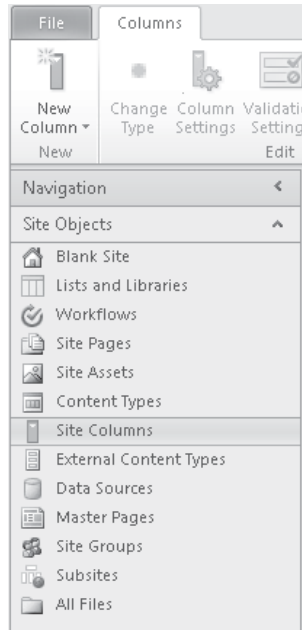 File Columns
New Change Column Validati
Column Type Settings Setting
New Edit
Navigation
Site Objects
Blank Site
Lists and Libraries
Workflows
Site Pages
Site Assets
Content Types
Site Columns
External Content Types
Data Sources
Master Pages
Site Groups
Subsites
All Files